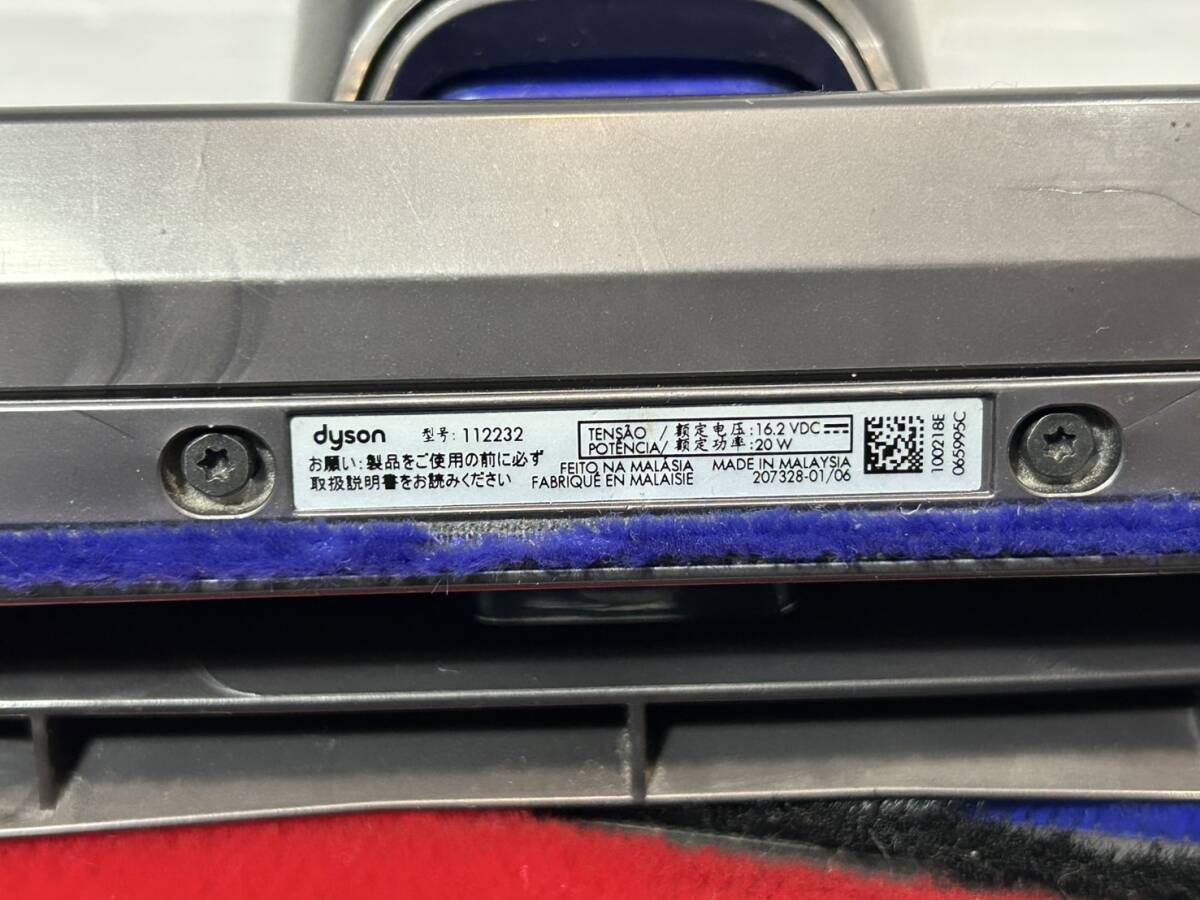 dyson 型号: 112232
お願い:製品をご使用の前に必ず
取扱説明書をお読みください
TENSÃO / 额定电压:16.2 VDC
POTÊNCIA/ 额定功率:20 W
FEITO NA MALÁSIA MADE IN MALAYSIA
FABRIQUÉ EN MALAISIE 207328-01/06
100218E
065995C